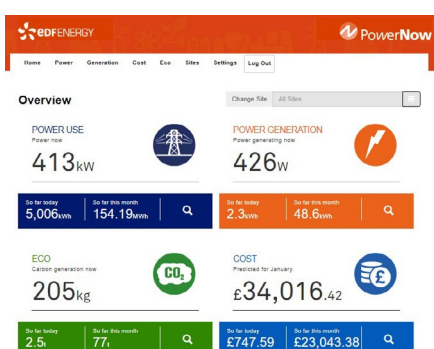 eDFENERGY
PowerNow
Home Power Generation Cost Eco Sites Settings Log Out
Overview
Change Site All Sites
POWER USE
Power now
413kW
So far today So far this month
5,006kWh 154.19MWh
POWER GENERATION
Power generating now
426W
So far today So far this month
2.3kWh 48.6kWh
ECO
Carbon generation now
205kg
CO₂
So far today So far this month
2.5t 77t
COST
Predicted for January
£34,016.42
£
So far today So far this month
£747.59 £23,043.38